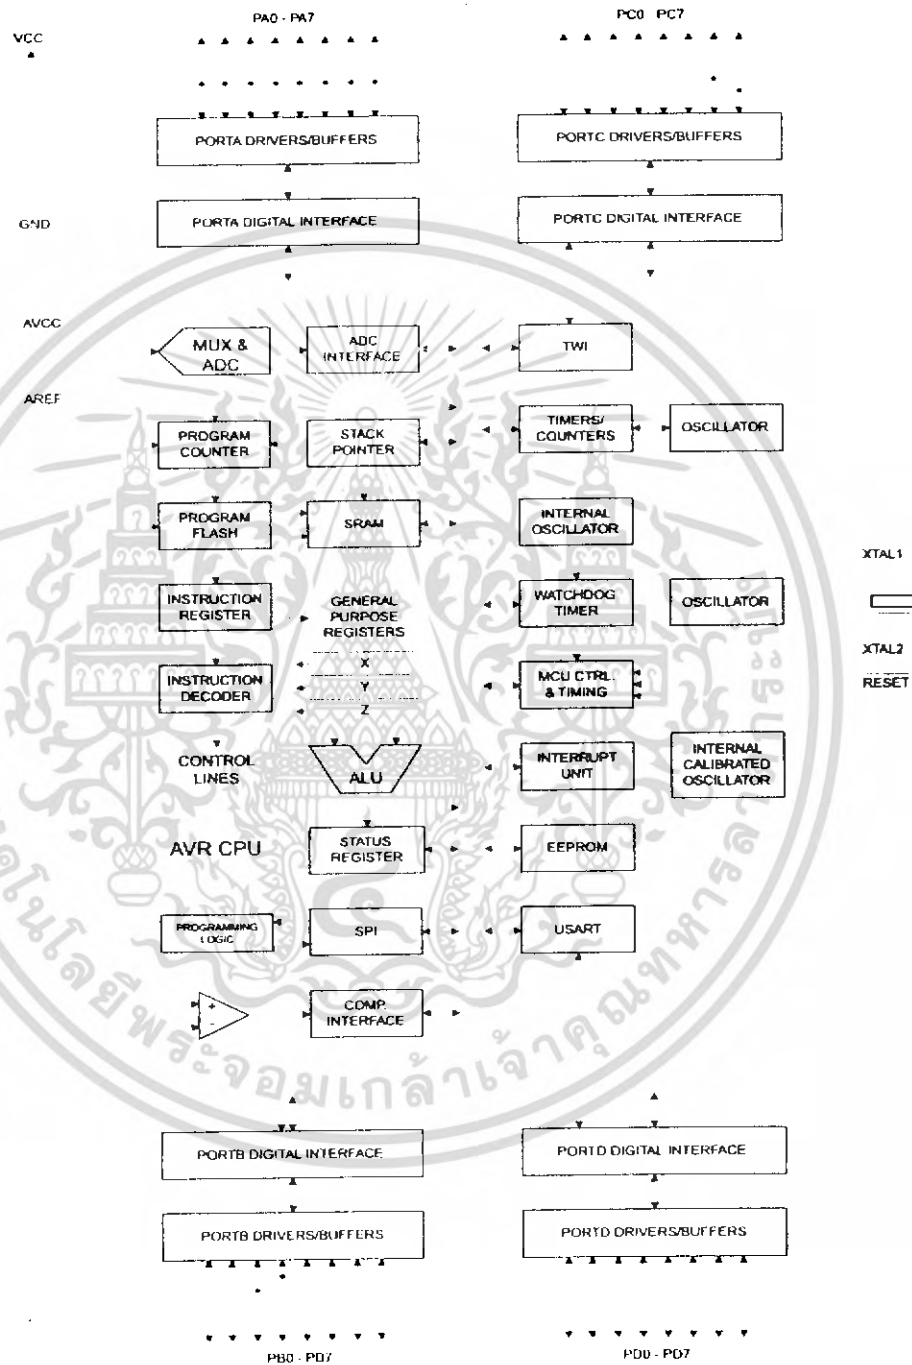 PA0 - PA7
PC0 - PC7
VCC
PORTA DRIVERS/BUFFERS
PORTC DRIVERS/BUFFERS
GND
PORTA DIGITAL INTERFACE
PORTC DIGITAL INTERFACE
AVCC
MUX &
ADC
ADC
INTERFACE
TWI
AREF
PROGRAM
COUNTER
STACK
POINTER
TIMERS/
COUNTERS
OSCILLATOR
PROGRAM
FLASH
SRAM
INTERNAL
OSCILLATOR
XTAL1
INSTRUCTION
REGISTER
GENERAL
PURPOSE
REGISTERS
WATCHDOG
TIMER
OSCILLATOR
XTAL2
X
INSTRUCTION
DECODER
Y
MCU CTRL.
& TIMING
RESET
Z
CONTROL
LINES
ALU
INTERRUPT
UNIT
INTERNAL
CALIBRATED
OSCILLATOR
AVR CPU
STATUS
REGISTER
EEPROM
PROGRAMMING
LOGIC
SPI
USART
+
-
COMP.
INTERFACE
PORTB DIGITAL INTERFACE
PORTD DIGITAL INTERFACE
PORTB DRIVERS/BUFFERS
PORTD DRIVERS/BUFFERS
PB0 - PB7
PD0 - PD7